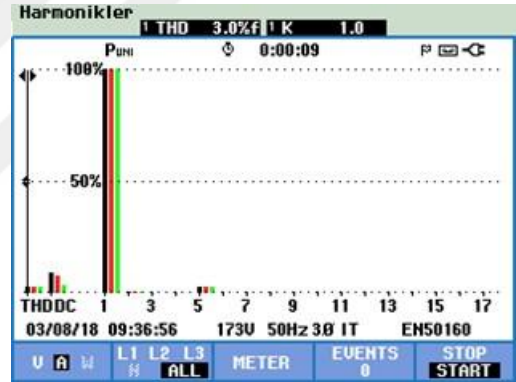 Harmonikler
1 THD 3.0%f 1 K 1.0
PUNI 0:00:09
100%
50%
THDDC 1 3 5 7 9 11 13 15 17
03/08/18 09:36:56 173V 50Hz 3Ø IT EN50160
V A W L1 L2 L3 N ALL METER EVENTS 0 STOP START